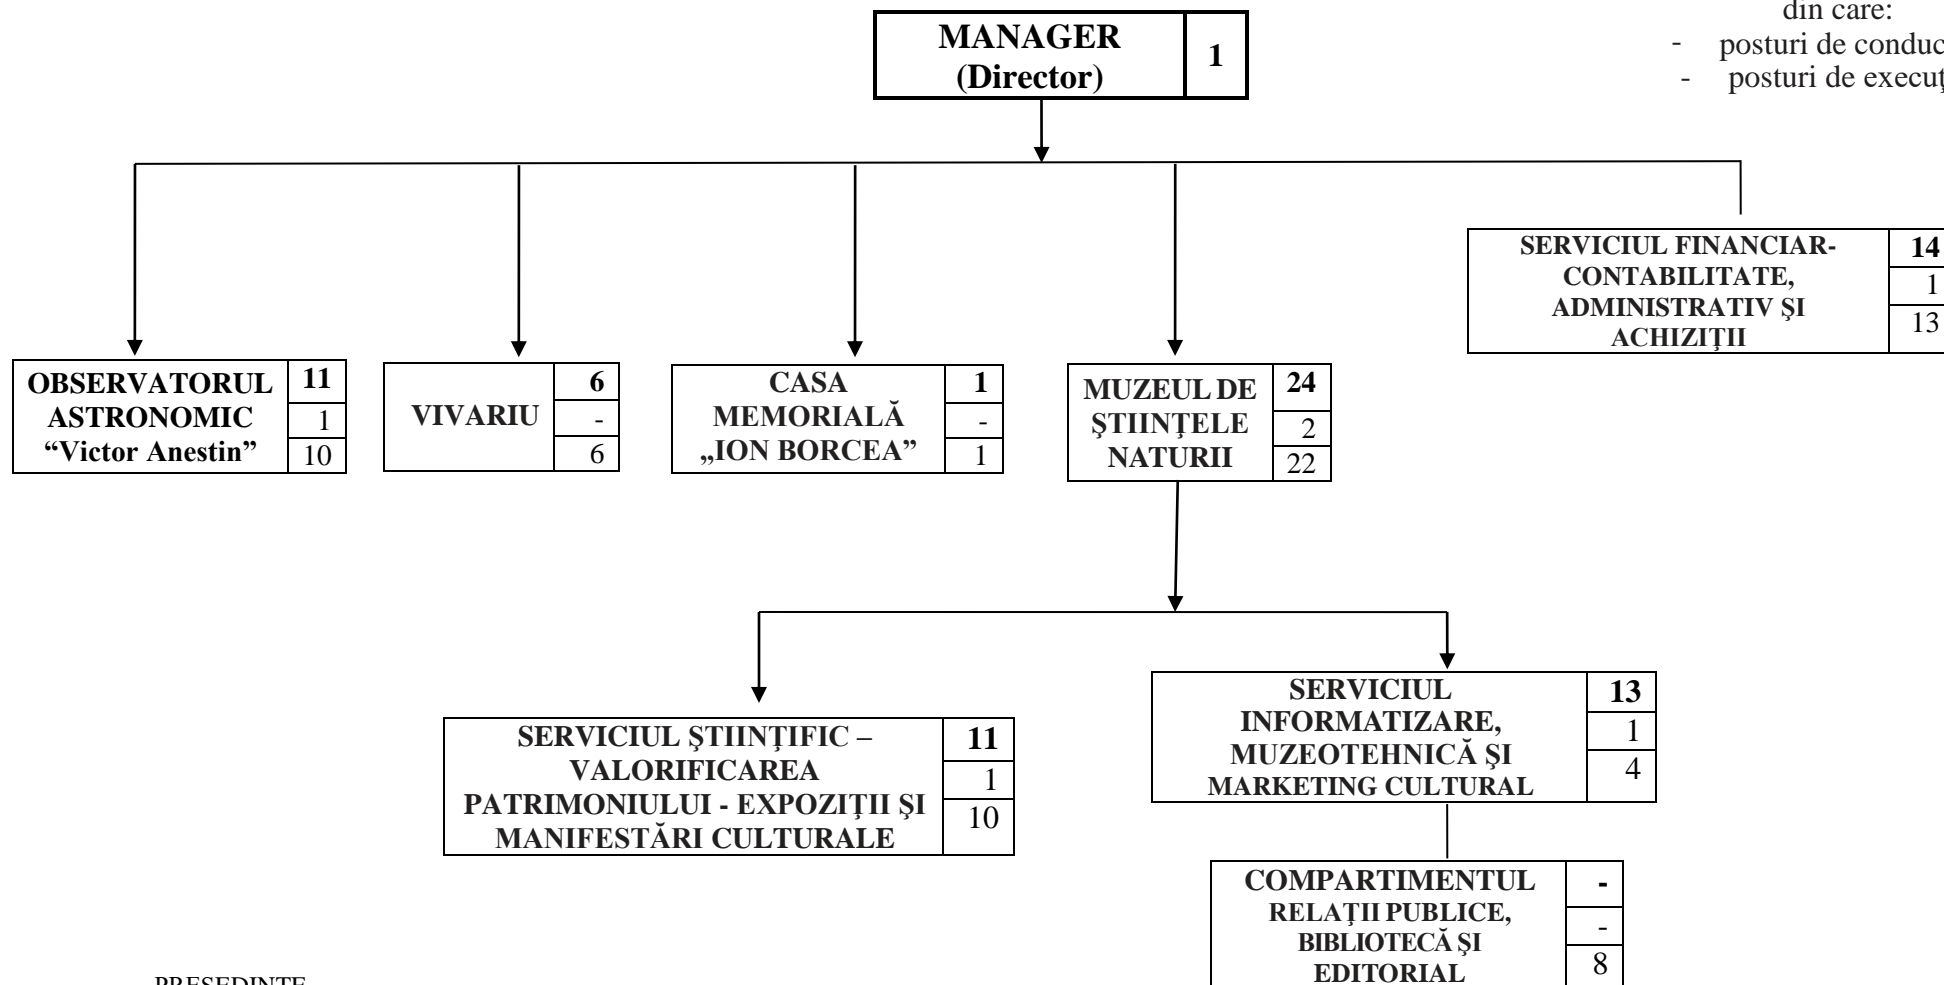 din care:
- posturi de
- posturi de
MANAGER
(Director)
1
SERVICIUL FINANCIAR-
CONTABILITATE,
ADMINISTRATIV ŞI
ACHIZIŢII
14
1
13
OBSERVATORUL
ASTRONOMIC
“Victor Anestin”
11
1
10
VIVARIU
6
-
6
CASA
MEMORIALĂ
„ION BORCEA”
1
-
1
MUZEUL DE
ŞTIINŢELE
NATURII
24
2
22
SERVICIUL ŞTIINŢIFIC –
VALORIFICAREA
PATRIMONIULUI - EXPOZIŢII ŞI
MANIFESTĂRI CULTURALE
11
1
10
SERVICIUL
INFORMATIZARE,
MUZEOTEHNICĂ ŞI
MARKETING CULTURAL
13
1
4
COMPARTIMENTUL
RELAŢII PUBLICE,
BIBLIOTECĂ ŞI
EDITORIAL
-
-
8